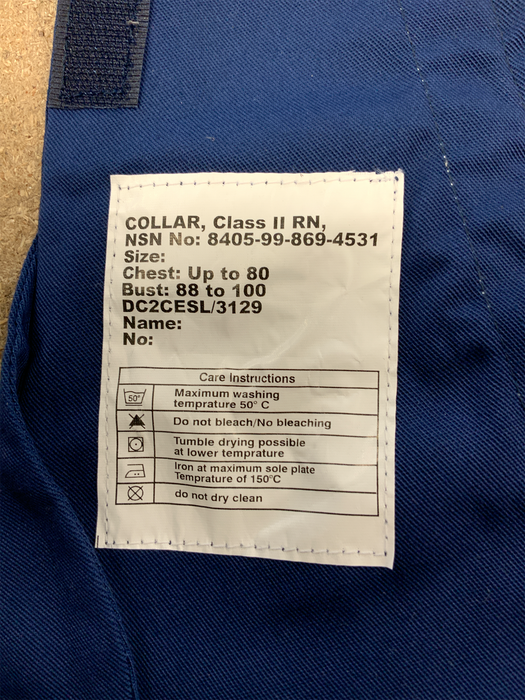 COLLAR, Class II RN,
NSN No: 8405-99-869-4531
Size:
Chest: Up to 80
Bust: 88 to 100
DC2CESL/3129
Name:
No:
Care Instructions
50°
Maximum washing
temprature 50° C
Do not bleach/No bleaching
Tumble drying possible
at lower temprature
Iron at maximum sole plate
Temprature of 150°C
do not dry clean